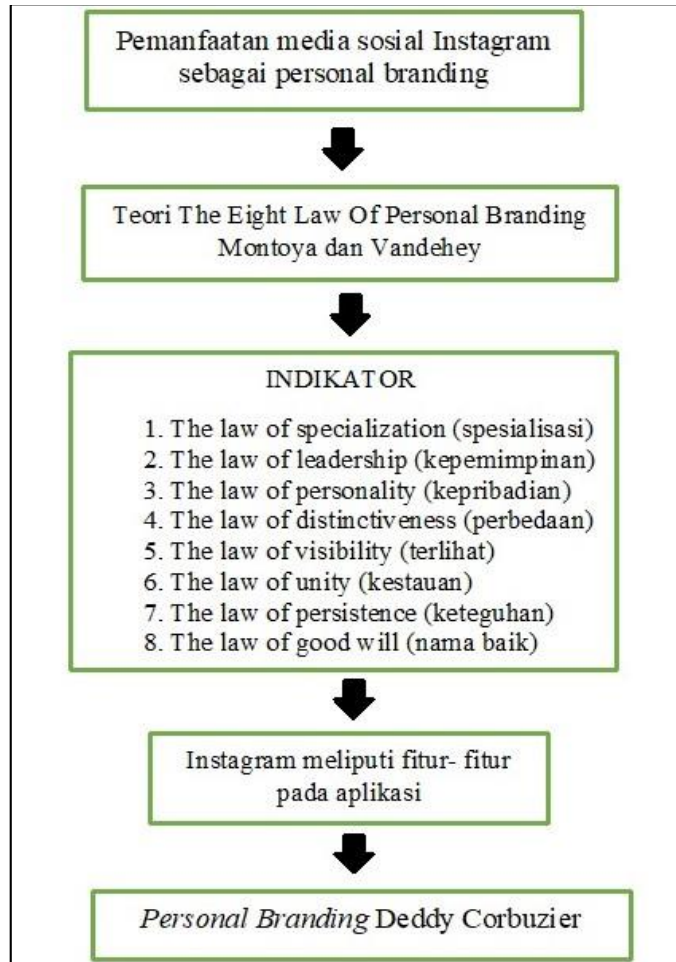 Pemanfaatan media sosial Instagram
sebagai personal branding
Teori The Eight Law Of Personal Branding
Montoya dan Vandehey
INDIKATOR
1. The law of specialization (spesialisasi)
2. The law of leadership (kepemimpinan)
3. The law of personality (kepribadian)
4. The law of distinctiveness (perbedaan)
5. The law of visibility (terlihat)
6. The law of unity (kestauan)
7. The law of persistence (keteguhan)
8. The law of good will (nama baik)
Instagram meliputi fitur- fitur
pada aplikasi
Personal Branding Deddy Corbuzier